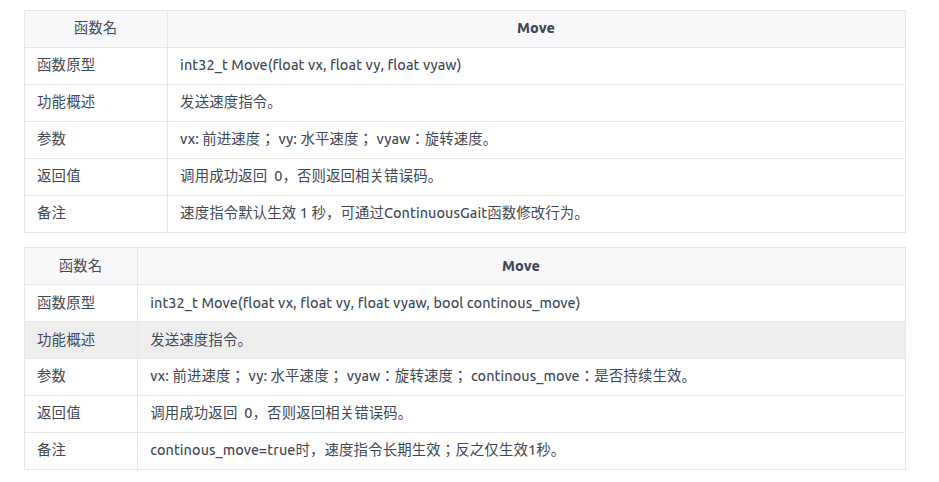 函数名 Move
函数原型 int32_t Move(float vx, float vy, float vyaw)
功能概述 发送速度指令。
参数 vx: 前进速度 ；vy: 水平速度 ；vyaw：旋转速度。
返回值 调用成功返回 0，否则返回相关错误码。
备注 速度指令默认生效 1 秒，可通过ContinuousGait函数修改行为。
函数名 Move
函数原型 int32_t Move(float vx, float vy, float vyaw, bool continous_move)
功能概述 发送速度指令。
参数 vx: 前进速度 ；vy: 水平速度 ；vyaw：旋转速度 ；continous_move：是否持续生效。
返回值 调用成功返回 0，否则返回相关错误码。
备注 continous_move=true时，速度指令长期生效；反之仅生效1秒。